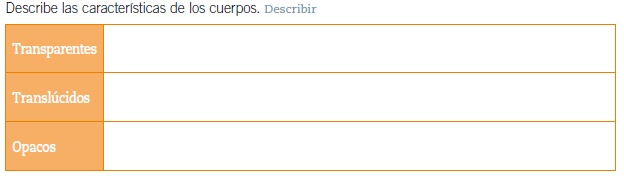 Describe las características de los cuerpos. Describir
Transparentes
Translúcidos
Opacos